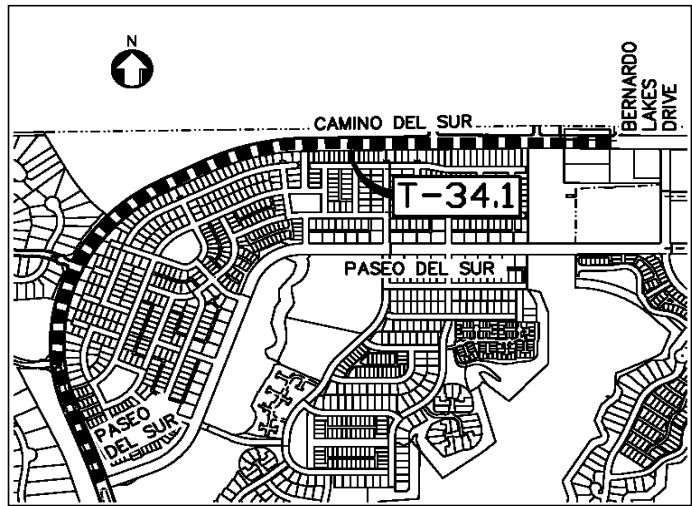 N
CAMINO DEL SUR
BERNARDO
LAKES
DRIVE
T-34.1
PASEO DEL SUR
PASEO
DEL SUR